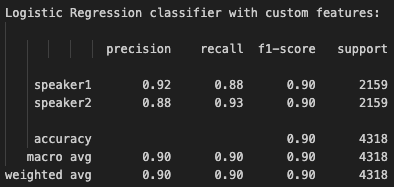 Logistic Regression classifier with custom features:
precision recall f1-score support
speaker1 0.92 0.88 0.90 2159
speaker2 0.88 0.93 0.90 2159
accuracy 0.90 4318
macro avg 0.90 0.90 0.90 4318
weighted avg 0.90 0.90 0.90 4318